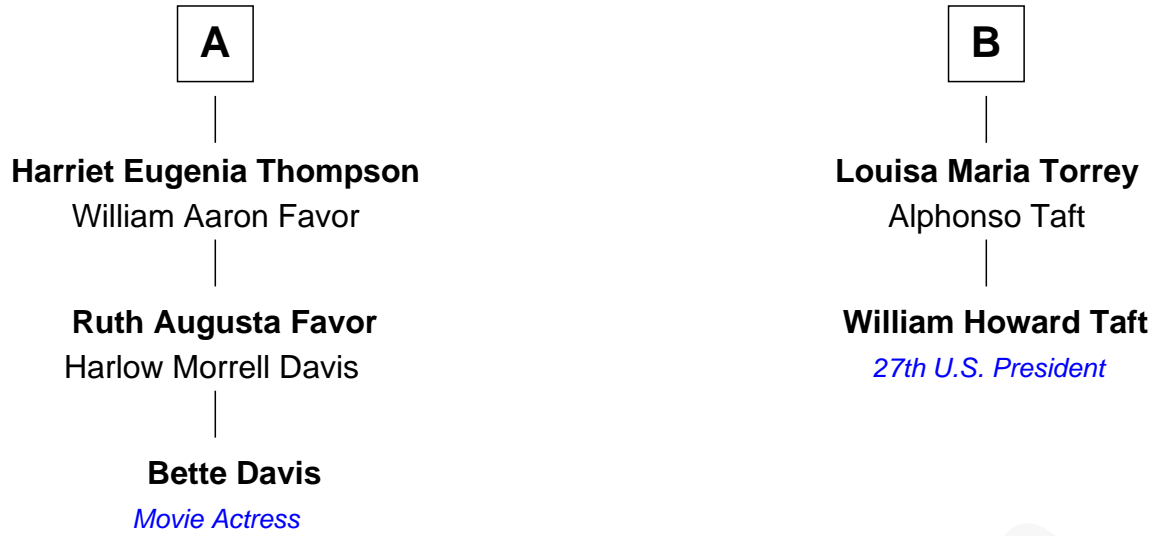 A
Harriet Eugenia Thompson
William Aaron Favor
Ruth Augusta Favor
Harlow Morrell Davis
Bette Davis
Movie Actress
B
Louisa Maria Torrey
Alphonso Taft
William Howard Taft
27th U.S. President